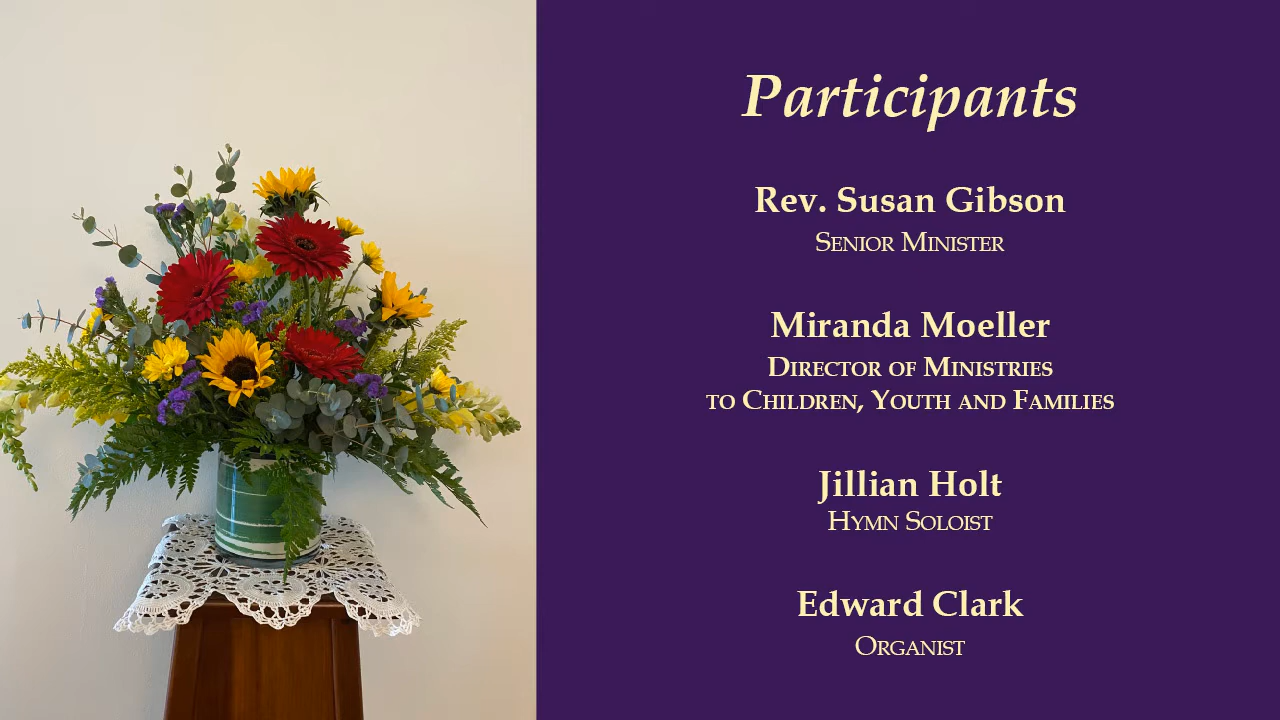 Participants
Rev. Susan Gibson
Senior Minister
Miranda Moeller
Director of Ministries
to Children, Youth and Families
Jillian Holt
Hymn Soloist
Edward Clark
Organist